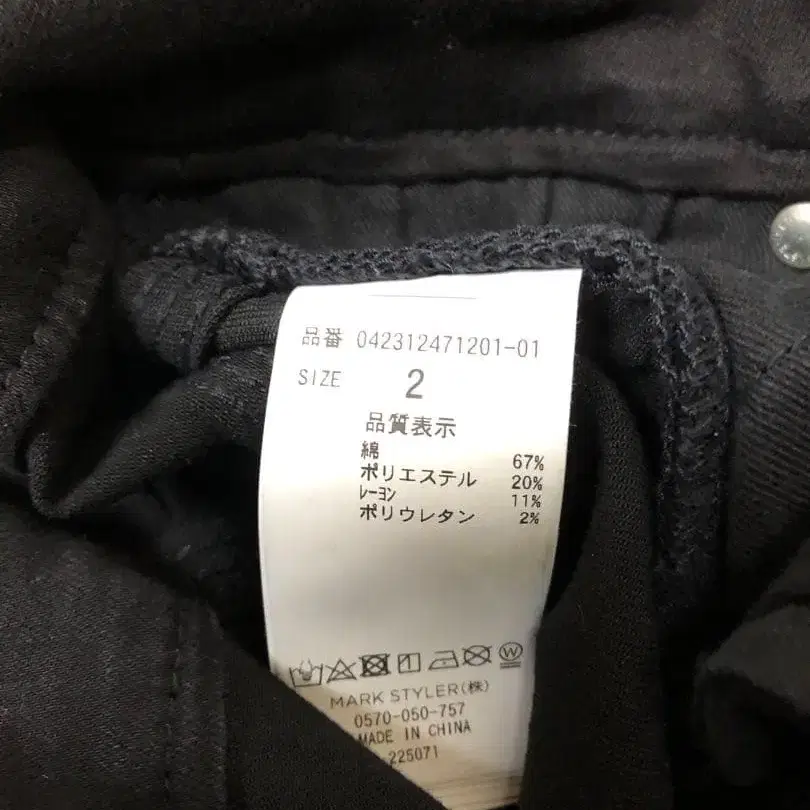 品番 042312471201-01
SIZE 2
品質表示
綿 67%
ポリエステル 20%
レーヨン 11%
ポリウレタン 2%
W
MARK STYLER(株)
0570-050-757
MADE IN CHINA
225071